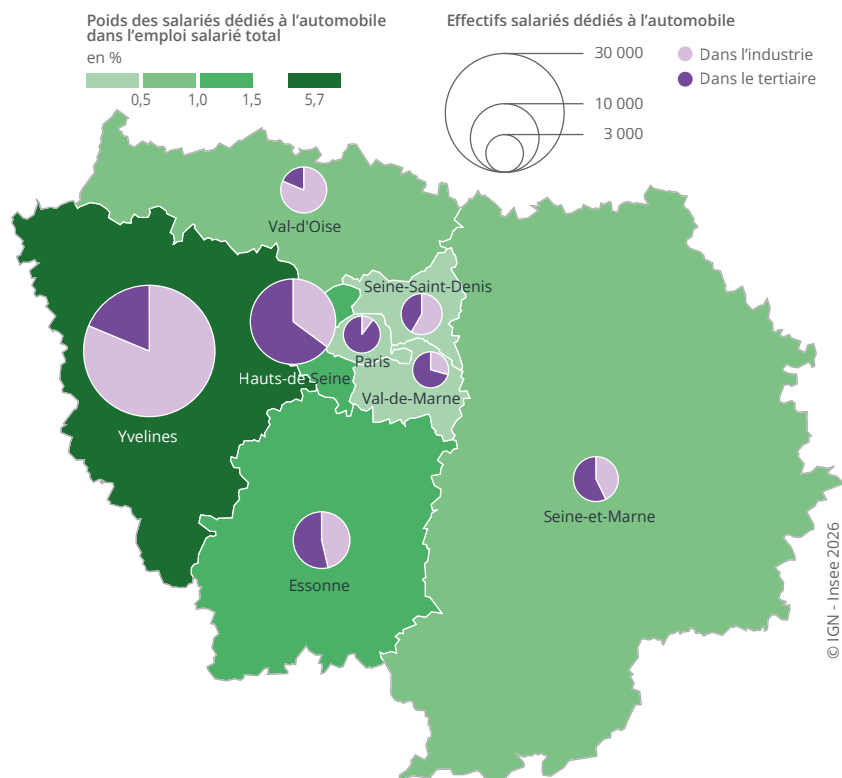 Poids des salariés dédiés à l’automobile
dans l’emploi salarié total
en %
0,5 1,0 1,5 5,7
Effectifs salariés dédiés à l’automobile
30 000
10 000
3 000
Dans l’industrie
Dans le tertiaire
Val-d'Oise
Seine-Saint-Denis
Paris
Hauts-de Seine
Val-de-Marne
Yvelines
Seine-et-Marne
Essonne
© IGN - Insee 2026